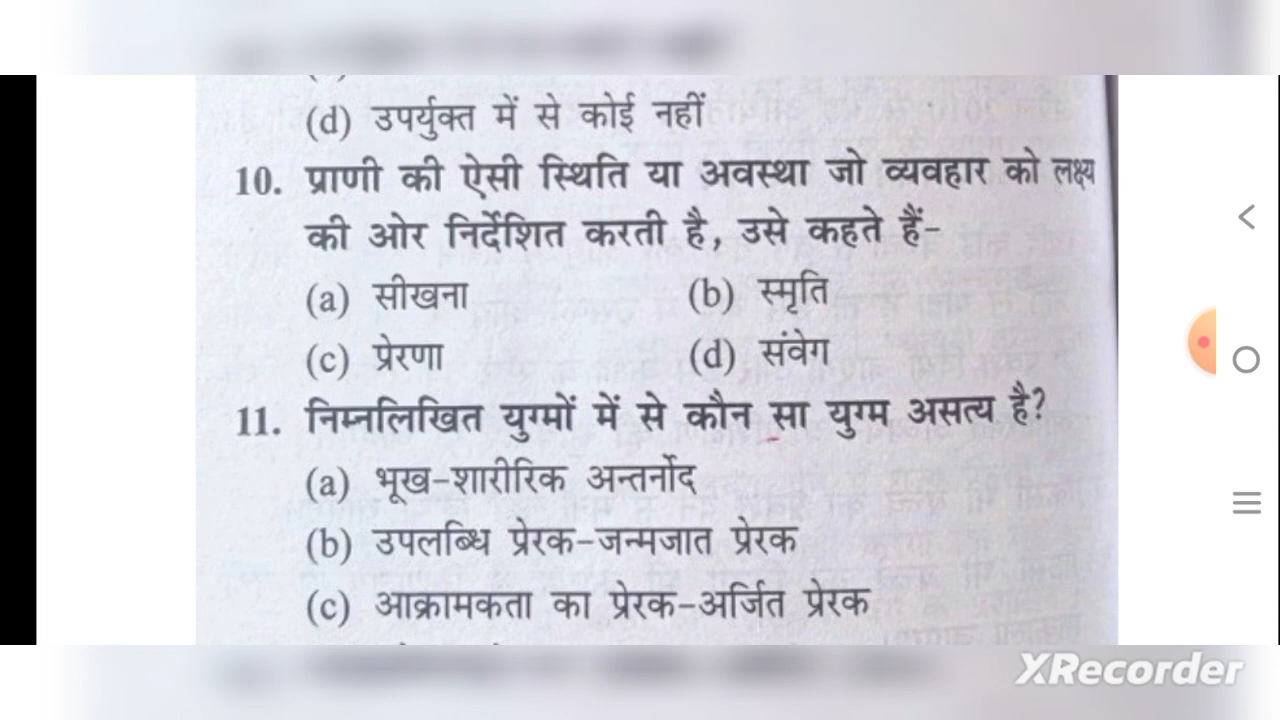 (d) उपर्युक्त में से कोई नहीं
10. प्राणी की ऐसी स्थिति या अवस्था जो व्यवहार को लक्ष्य
की ओर निर्देशित करती है, उसे कहते हैं-
(a) सीखना (b) स्मृति
(c) प्रेरणा (d) संवेग
11. निम्नलिखित युग्मों में से कौन सा युग्म असत्य है?
(a) भूख-शारीरिक अन्तर्नोद
(b) उपलब्धि प्रेरक-जन्मजात प्रेरक
(c) आक्रामकता का प्रेरक-अर्जित प्रेरक
XRecorder